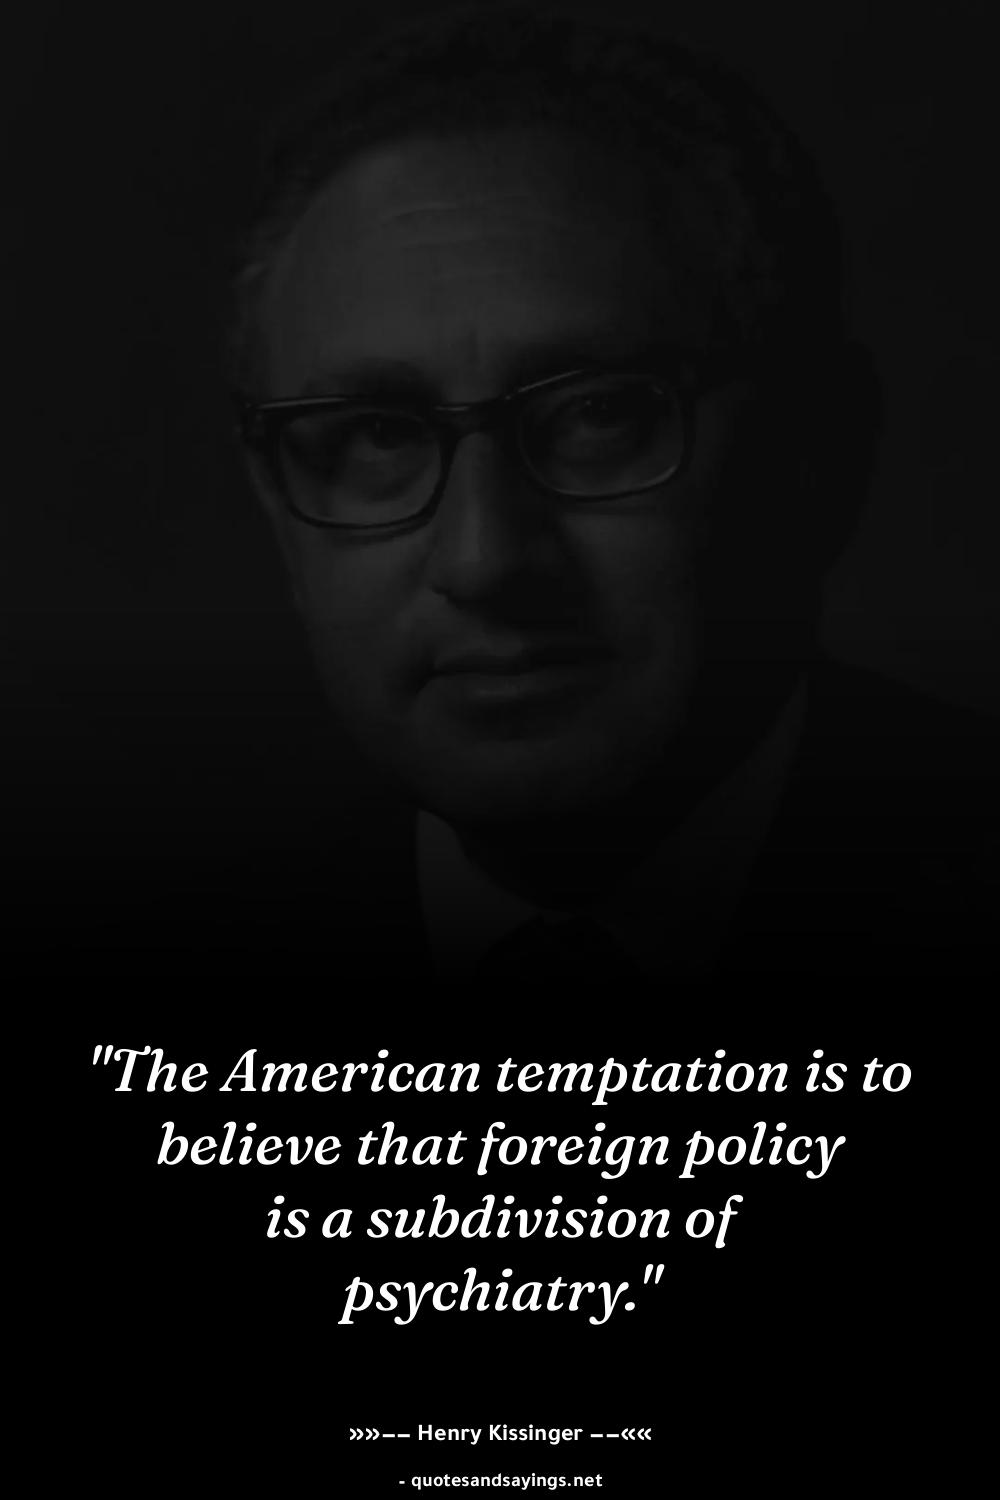 "The American temptation is to
believe that foreign policy
is a subdivision of
psychiatry."
»»–– Henry Kissinger ––««
- quotesandsayings.net